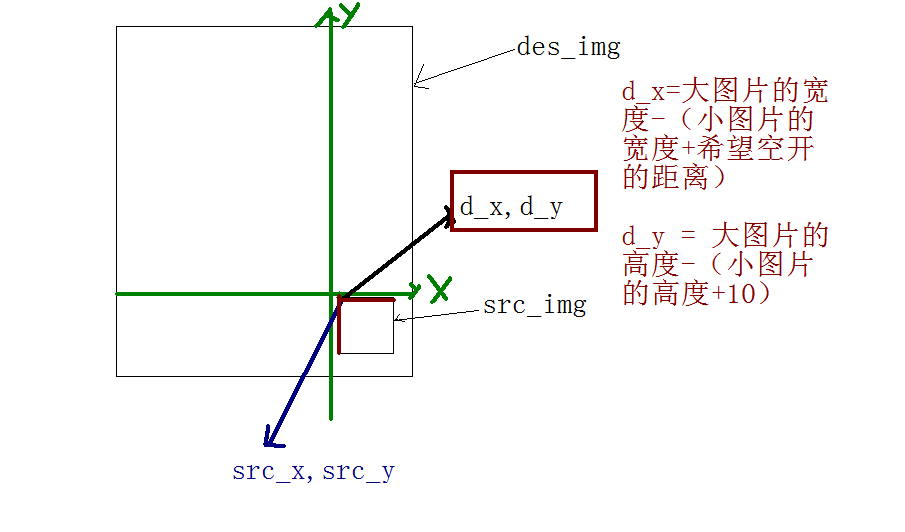 Y
des_img
d_x=大图片的宽
度-（小图片的
宽度+希望空开
的距离）
d_x,d_y
d_y = 大图片的
高度-（小图片
的高度+10）
X
src_img
src_x,src_y